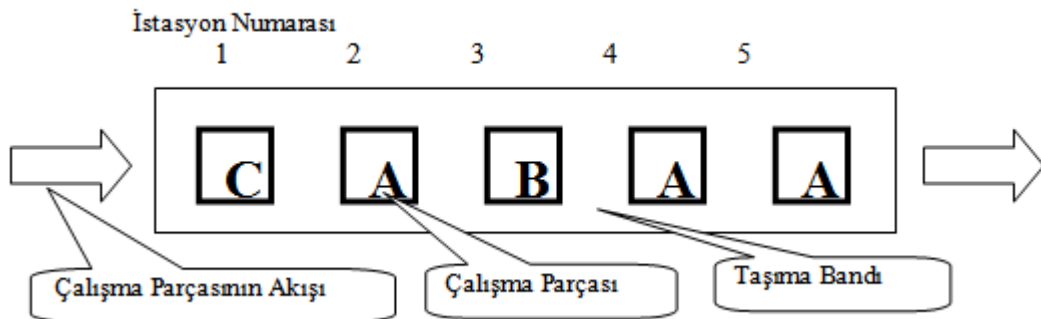 İstasyon Numarası
1 2 3 4 5
C A B A A
Çalışma Parçasının Akışı
Çalışma Parçası
Taşıma Bandı